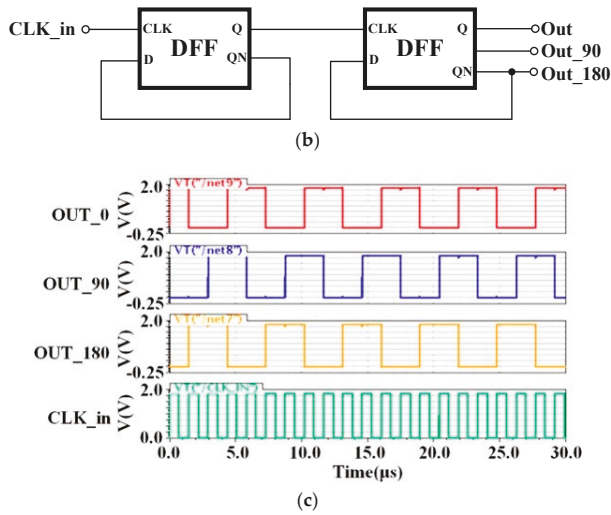 CLK_in
CLK
Q
DFF
D
QN
CLK
Q
DFF
D
QN
Out
Out_90
Out_180
(b)
OUT_0
V(V)
2.0
-0.25
VT("/net9")
OUT_90
V(V)
2.0
-0.25
VT("/net8")
OUT_180
V(V)
2.0
-0.25
VT("/net7")
CLK_in
V(V)
2.0
0.0
VT("/CLK_IN")
0.0 5.0 10.0 15.0 20.0 25.0 30.0
Time(μs)
(c)